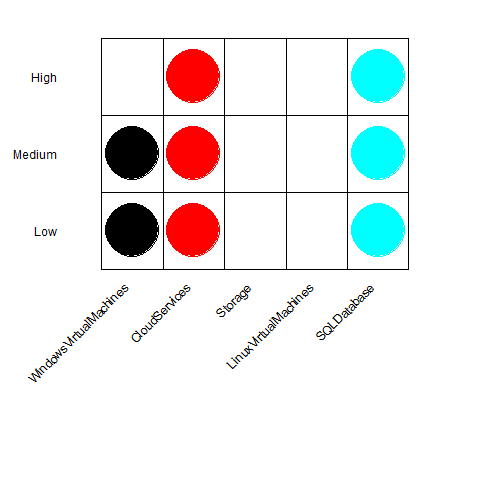 High
Medium
Low
WindowsVirtualMachines
CloudServices
Storage
LinuxVirtualMachines
SQLDatabase